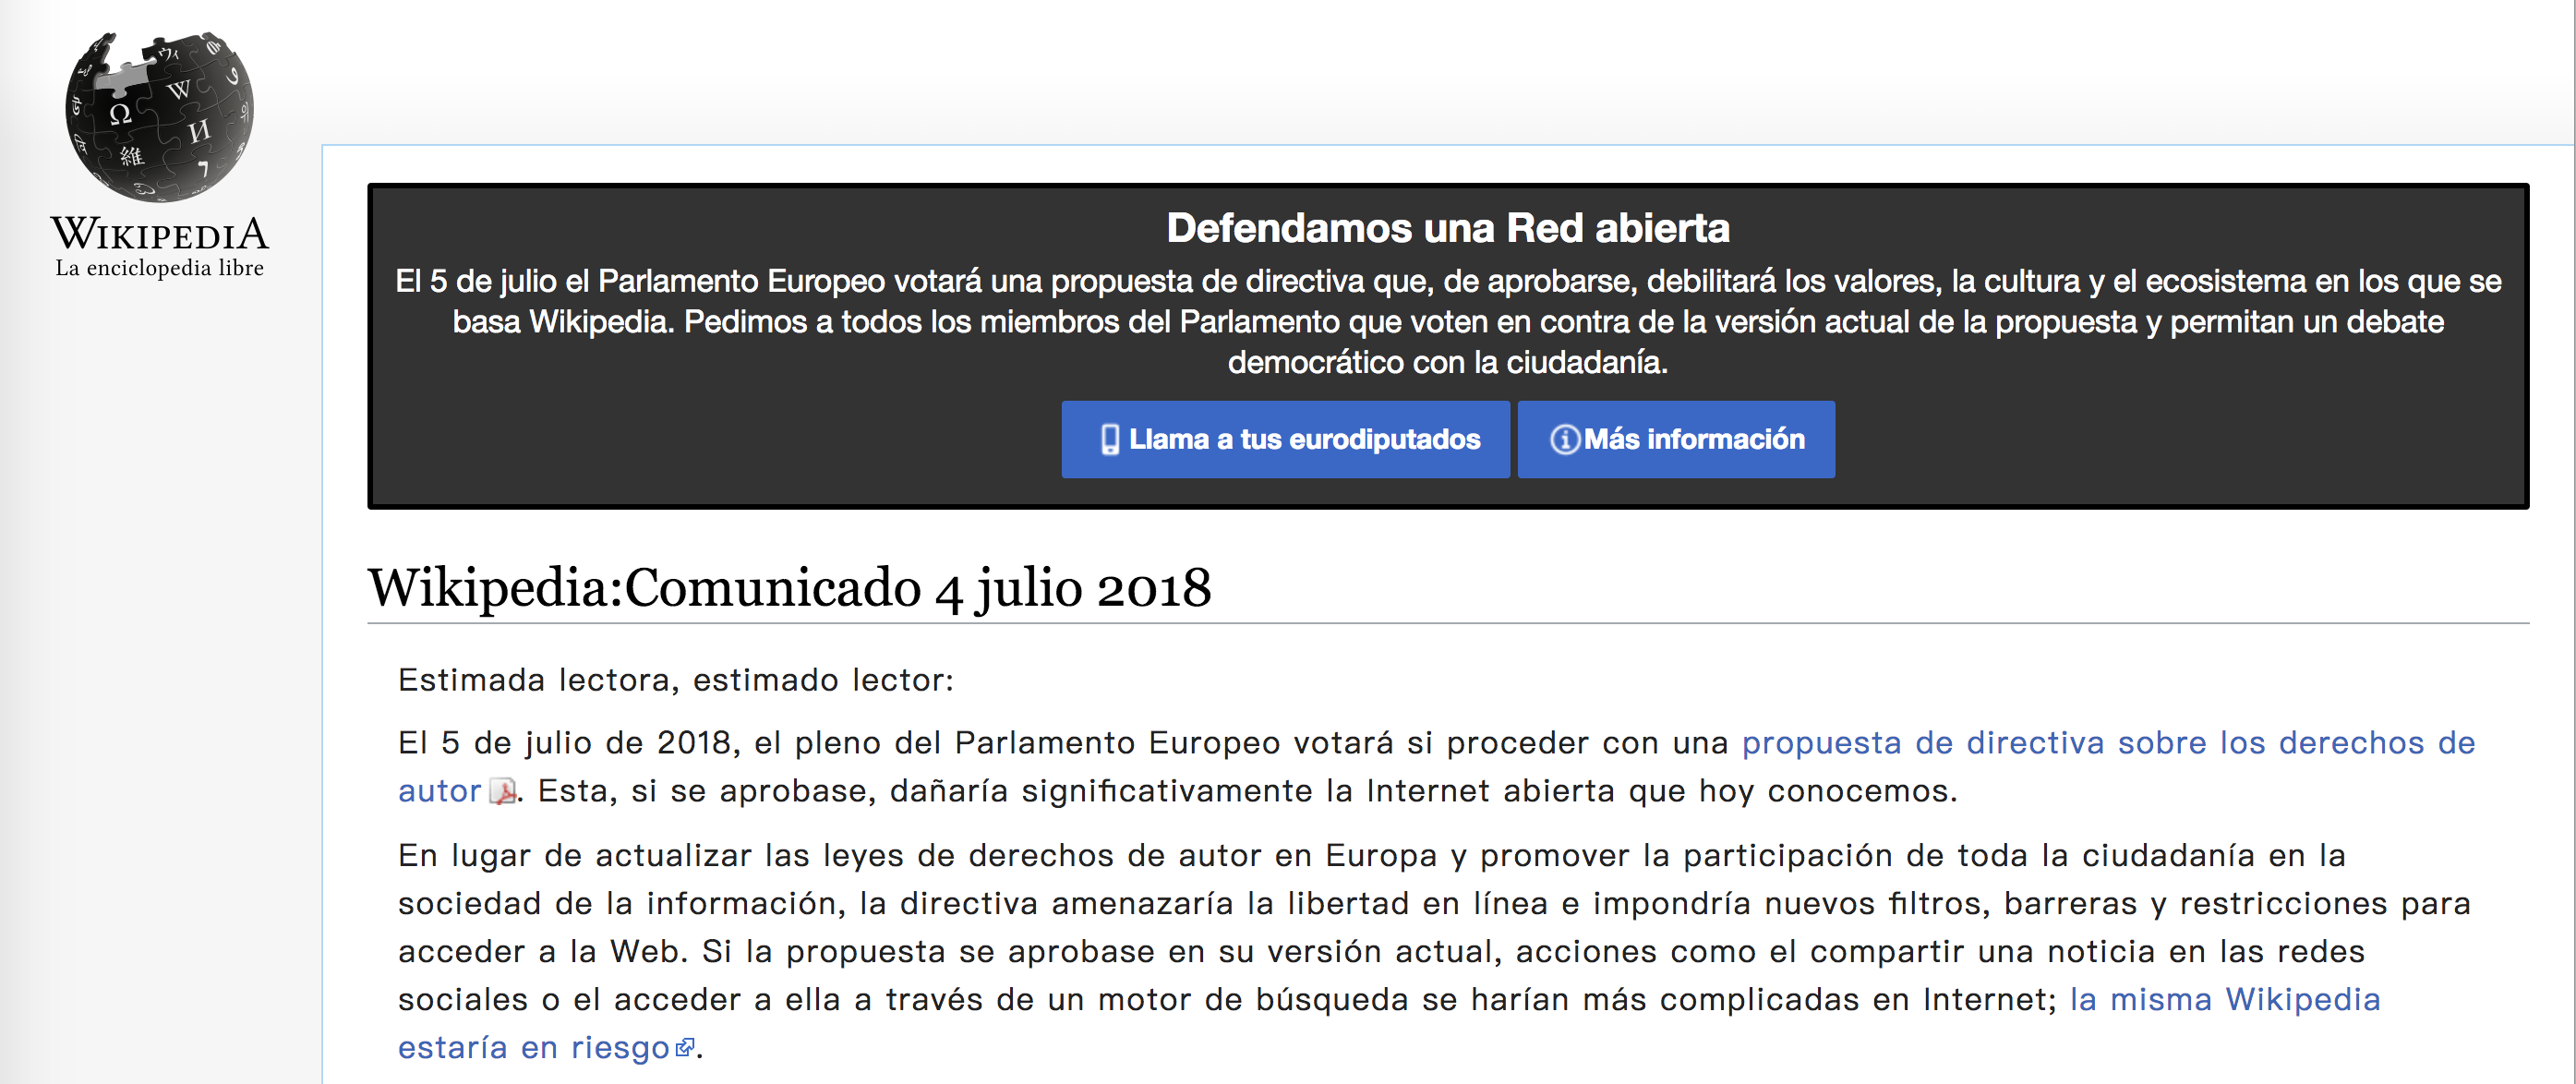 WIKIPEDIA
La enciclopedia libre
Defendamos una Red abierta
El 5 de julio el Parlamento Europeo votará una propuesta de directiva que, de aprobarse, debilitará los valores, la cultura y el ecosistema en los que se
basa Wikipedia. Pedimos a todos los miembros del Parlamento que voten en contra de la versión actual de la propuesta y permitan un debate
democrático con la ciudadanía.
Llama a tus eurodiputados
Más información
Wikipedia:Comunicado 4 julio 2018
Estimada lectora, estimado lector:
El 5 de julio de 2018, el pleno del Parlamento Europeo votará si proceder con una propuesta de directiva sobre los derechos de
autor. Esta, si se aprobase, dañaría significativamente la Internet abierta que hoy conocemos.
En lugar de actualizar las leyes de derechos de autor en Europa y promover la participación de toda la ciudadanía en la
sociedad de la información, la directiva amenazaría la libertad en línea e impondría nuevos filtros, barreras y restricciones para
acceder a la Web. Si la propuesta se aprobase en su versión actual, acciones como el compartir una noticia en las redes
sociales o el acceder a ella a través de un motor de búsqueda se harían más complicadas en Internet; la misma Wikipedia
estaría en riesgo.